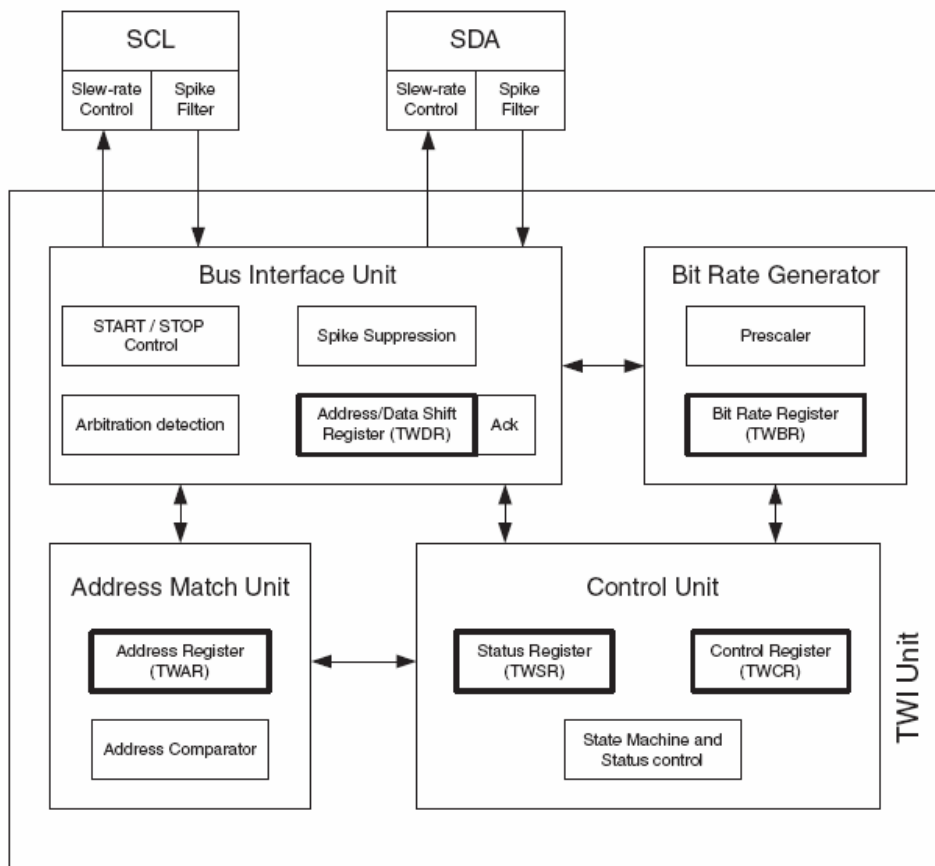 SCL
Slew-rate
Control
Spike
Filter
SDA
Slew-rate
Control
Spike
Filter
Bus Interface Unit
START / STOP
Control
Spike Suppression
Arbitration detection
Address/Data Shift
Register (TWDR)
Ack
Bit Rate Generator
Prescaler
Bit Rate Register
(TWBR)
Address Match Unit
Address Register
(TWAR)
Address Comparator
Control Unit
Status Register
(TWSR)
Control Register
(TWCR)
State Machine and
Status control
TWI Unit